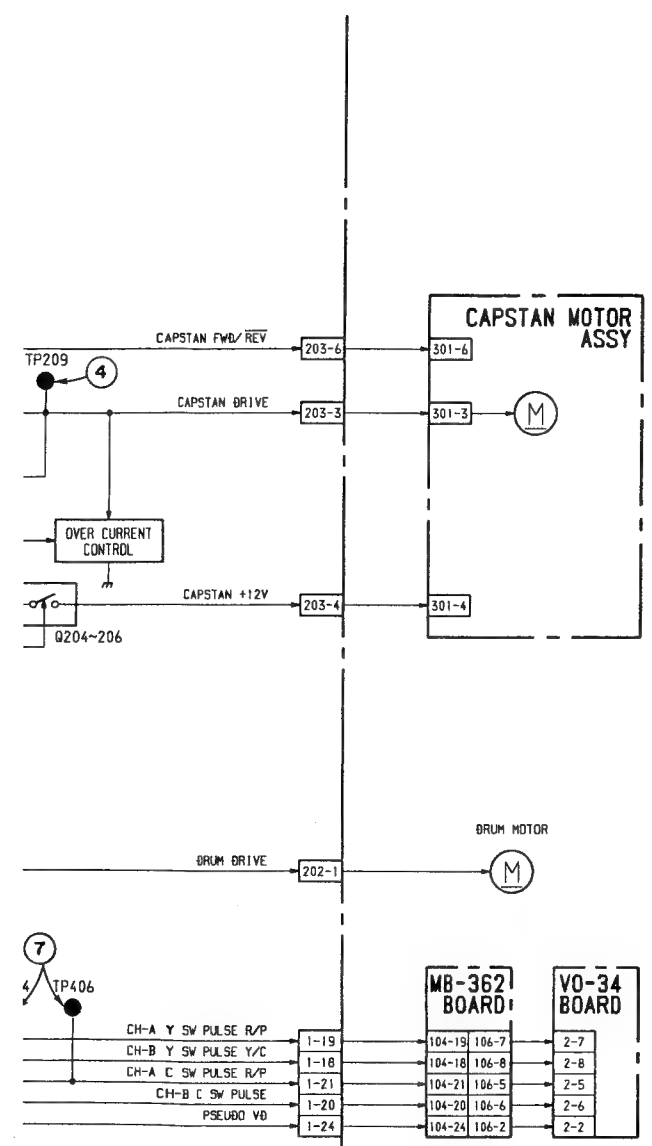 CAPSTAN MOTOR
ASSY
CAPSTAN FWD/REV
203-6
301-6
TP209
4
CAPSTAN DRIVE
203-3
301-3
M
OVER CURRENT
CONTROL
CAPSTAN +12V
203-4
301-4
Q204~206
DRUM MOTOR
DRUM DRIVE
202-1
M
7
4 TP406
MB-362
BOARD
VO-34
BOARD
CH-A Y SW PULSE R/P 1-19 104-19 106-7 2-7
CH-B Y SW PULSE Y/C 1-18 104-18 106-8 2-8
CH-A C SW PULSE R/P 1-21 104-21 106-5 2-5
CH-B C SW PULSE 1-20 104-20 106-6 2-6
PSEUDO VD 1-24 104-24 106-2 2-2